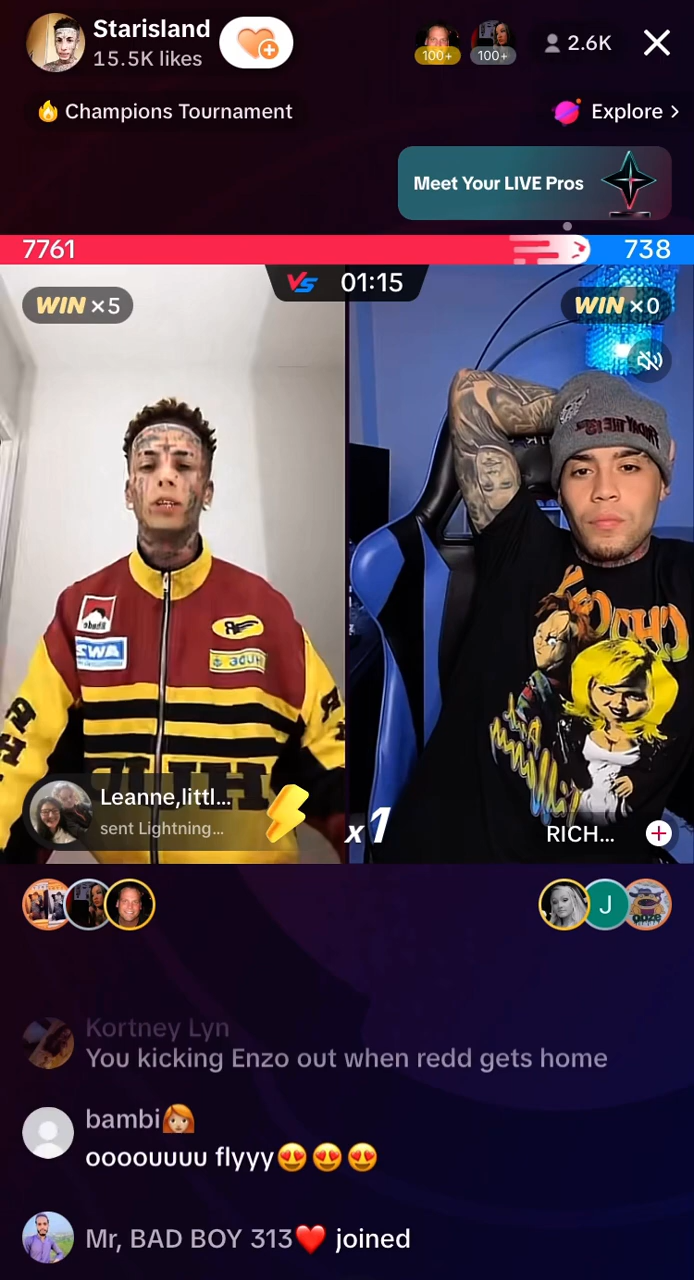 Starisland
15.5K likes
100+
100+
2.6K
Champions Tournament
Explore
Meet Your LIVE Pros
7761
738
VS 01:15
WIN ×5
WIN ×0
SWA
Leanne,littl...
sent Lightning...
x1
RICH...
J
Kortney Lyn
You kicking Enzo out when redd gets home
bambi👩🏻‍🦰
oooouuuu flyyy😍😍😍
Mr, BAD BOY 313❤️ joined